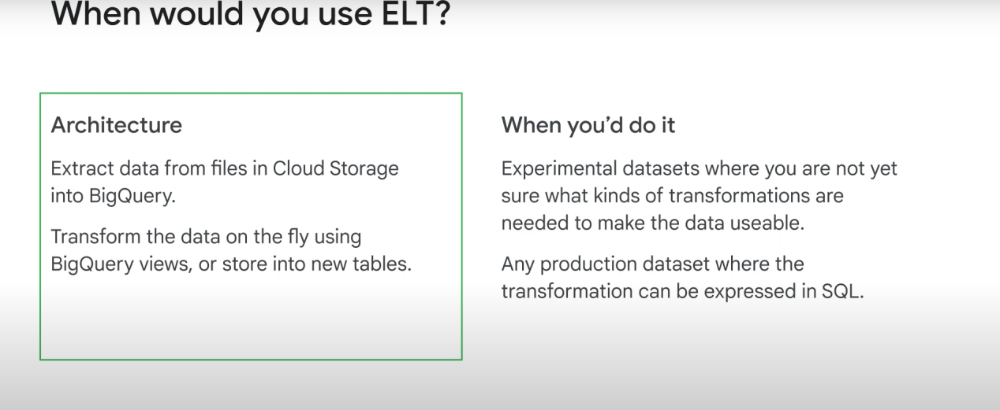 When would you use ELT?
Architecture
Extract data from files in Cloud Storage
into BigQuery.
Transform the data on the fly using
BigQuery views, or store into new tables.
When you’d do it
Experimental datasets where you are not yet
sure what kinds of transformations are
needed to make the data useable.
Any production dataset where the
transformation can be expressed in SQL.